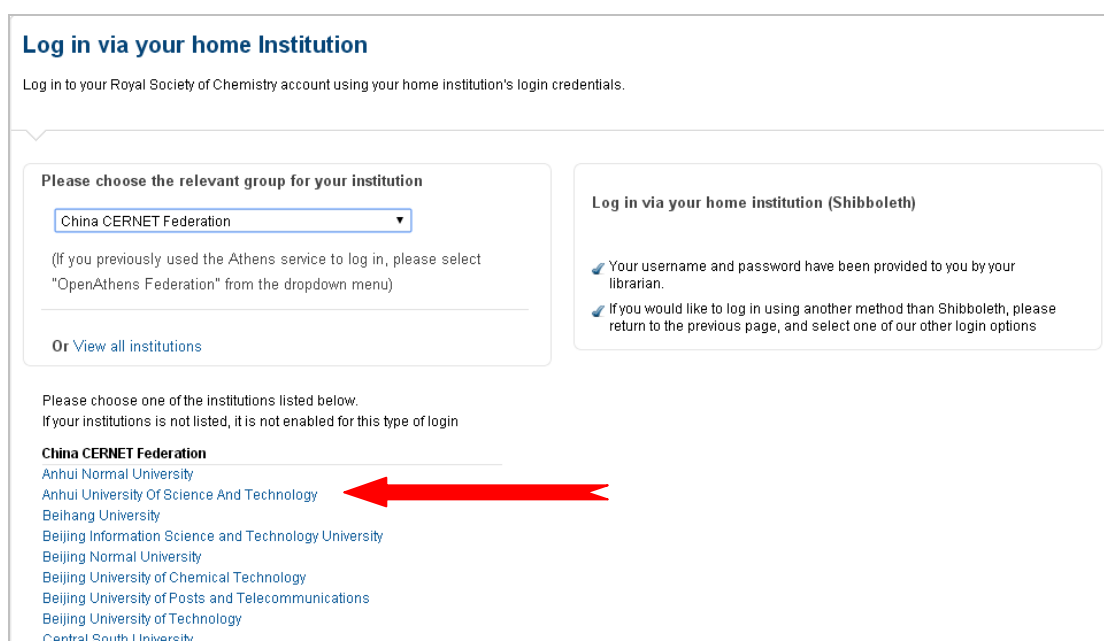 Log in via your home Institution
Log in to your Royal Society of Chemistry account using your home institution's login credentials.
Please choose the relevant group for your institution
China CERNET Federation
(If you previously used the Athens service to log in, please select
"OpenAthens Federation" from the dropdown menu)
Or View all institutions
Log in via your home institution (Shibboleth)
Your username and password have been provided to you by your
librarian.
If you would like to log in using another method than Shibboleth, please
return to the previous page, and select one of our other login options
Please choose one of the institutions listed below.
If your institutions is not listed, it is not enabled for this type of login
China CERNET Federation
Anhui Normal University
Anhui University Of Science And Technology
Beihang University
Beijing Information Science and Technology University
Beijing Normal University
Beijing University of Chemical Technology
Beijing University of Posts and Telecommunications
Beijing University of Technology
Central South University